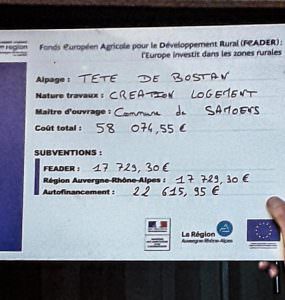 Fonds Européen Agricole pour le Développement Rural (FEADER) :
l'Europe investit dans les zones rurales
Alpage : TETE DE BOSTAN
Nature travaux : CREATION LOGEMENT
Maître d'ouvrage : Commune de SAMOENS
Coût total : 58 074,55 €
SUBVENTIONS :
FEADER : 17 729,30 €
Région Auvergne-Rhône-Alpes : 17 729,30 €
Autofinancement : 22 615,95 €
La Région
Auvergne-Rhône-Alpes